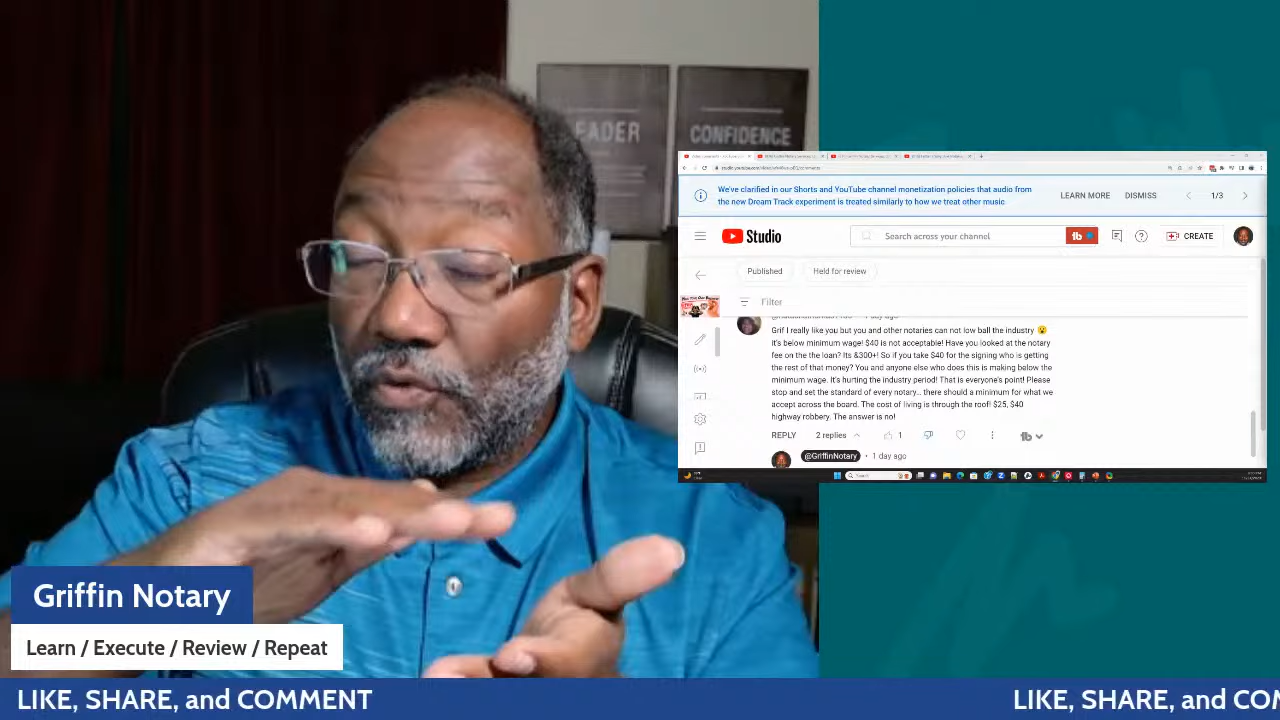 EADER
CONFIDENCE
We've clarified in our Shorts and YouTube channel monetization policies that audio from
the new Dream Track experiment is treated similarly to how we treat other music
LEARN MORE
DISMISS
1/3
Studio
Search across your channel
tb
CREATE
Published
Held for review
Filter
1 day ago
Grif I really like you but you and other notaries can not low ball the industry 😮
it's below minimum wage! $40 is not acceptable! Have you looked at the notary
fee on the the loan? Its &300+! So if you take $40 for the signing who is getting
the rest of that money? You and anyone else who does this is making below the
minimum wage. It's hurting the industry period! That is everyone's point! Please
stop and set the standard of every notary... there should a minimum for what we
accept across the board. The cost of living is through the roof! $25, $40
highway robbery. The answer is no!
REPLY
2 replies
1
tb
@GriffinNotary
• 1 day ago
Griffin Notary
Learn / Execute / Review / Repeat
LIKE, SHARE, and COMMENT
LIKE, SHARE, and COM